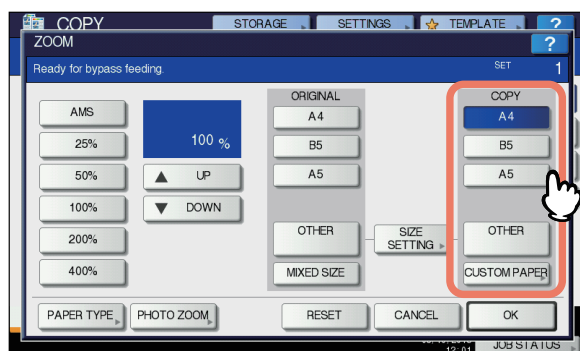 COPY STORAGE SETTINGS TEMPLATE ?
ZOOM ?
Ready for bypass feeding. SET 1
ORIGINAL COPY
AMS A4 A4
25% 100 % B5 B5
50% UP A5 A5
100% DOWN
200% OTHER SIZE SETTING OTHER
400% MIXED SIZE CUSTOM PAPER
PAPER TYPE PHOTO ZOOM RESET CANCEL OK
12:01 JOB STATUS